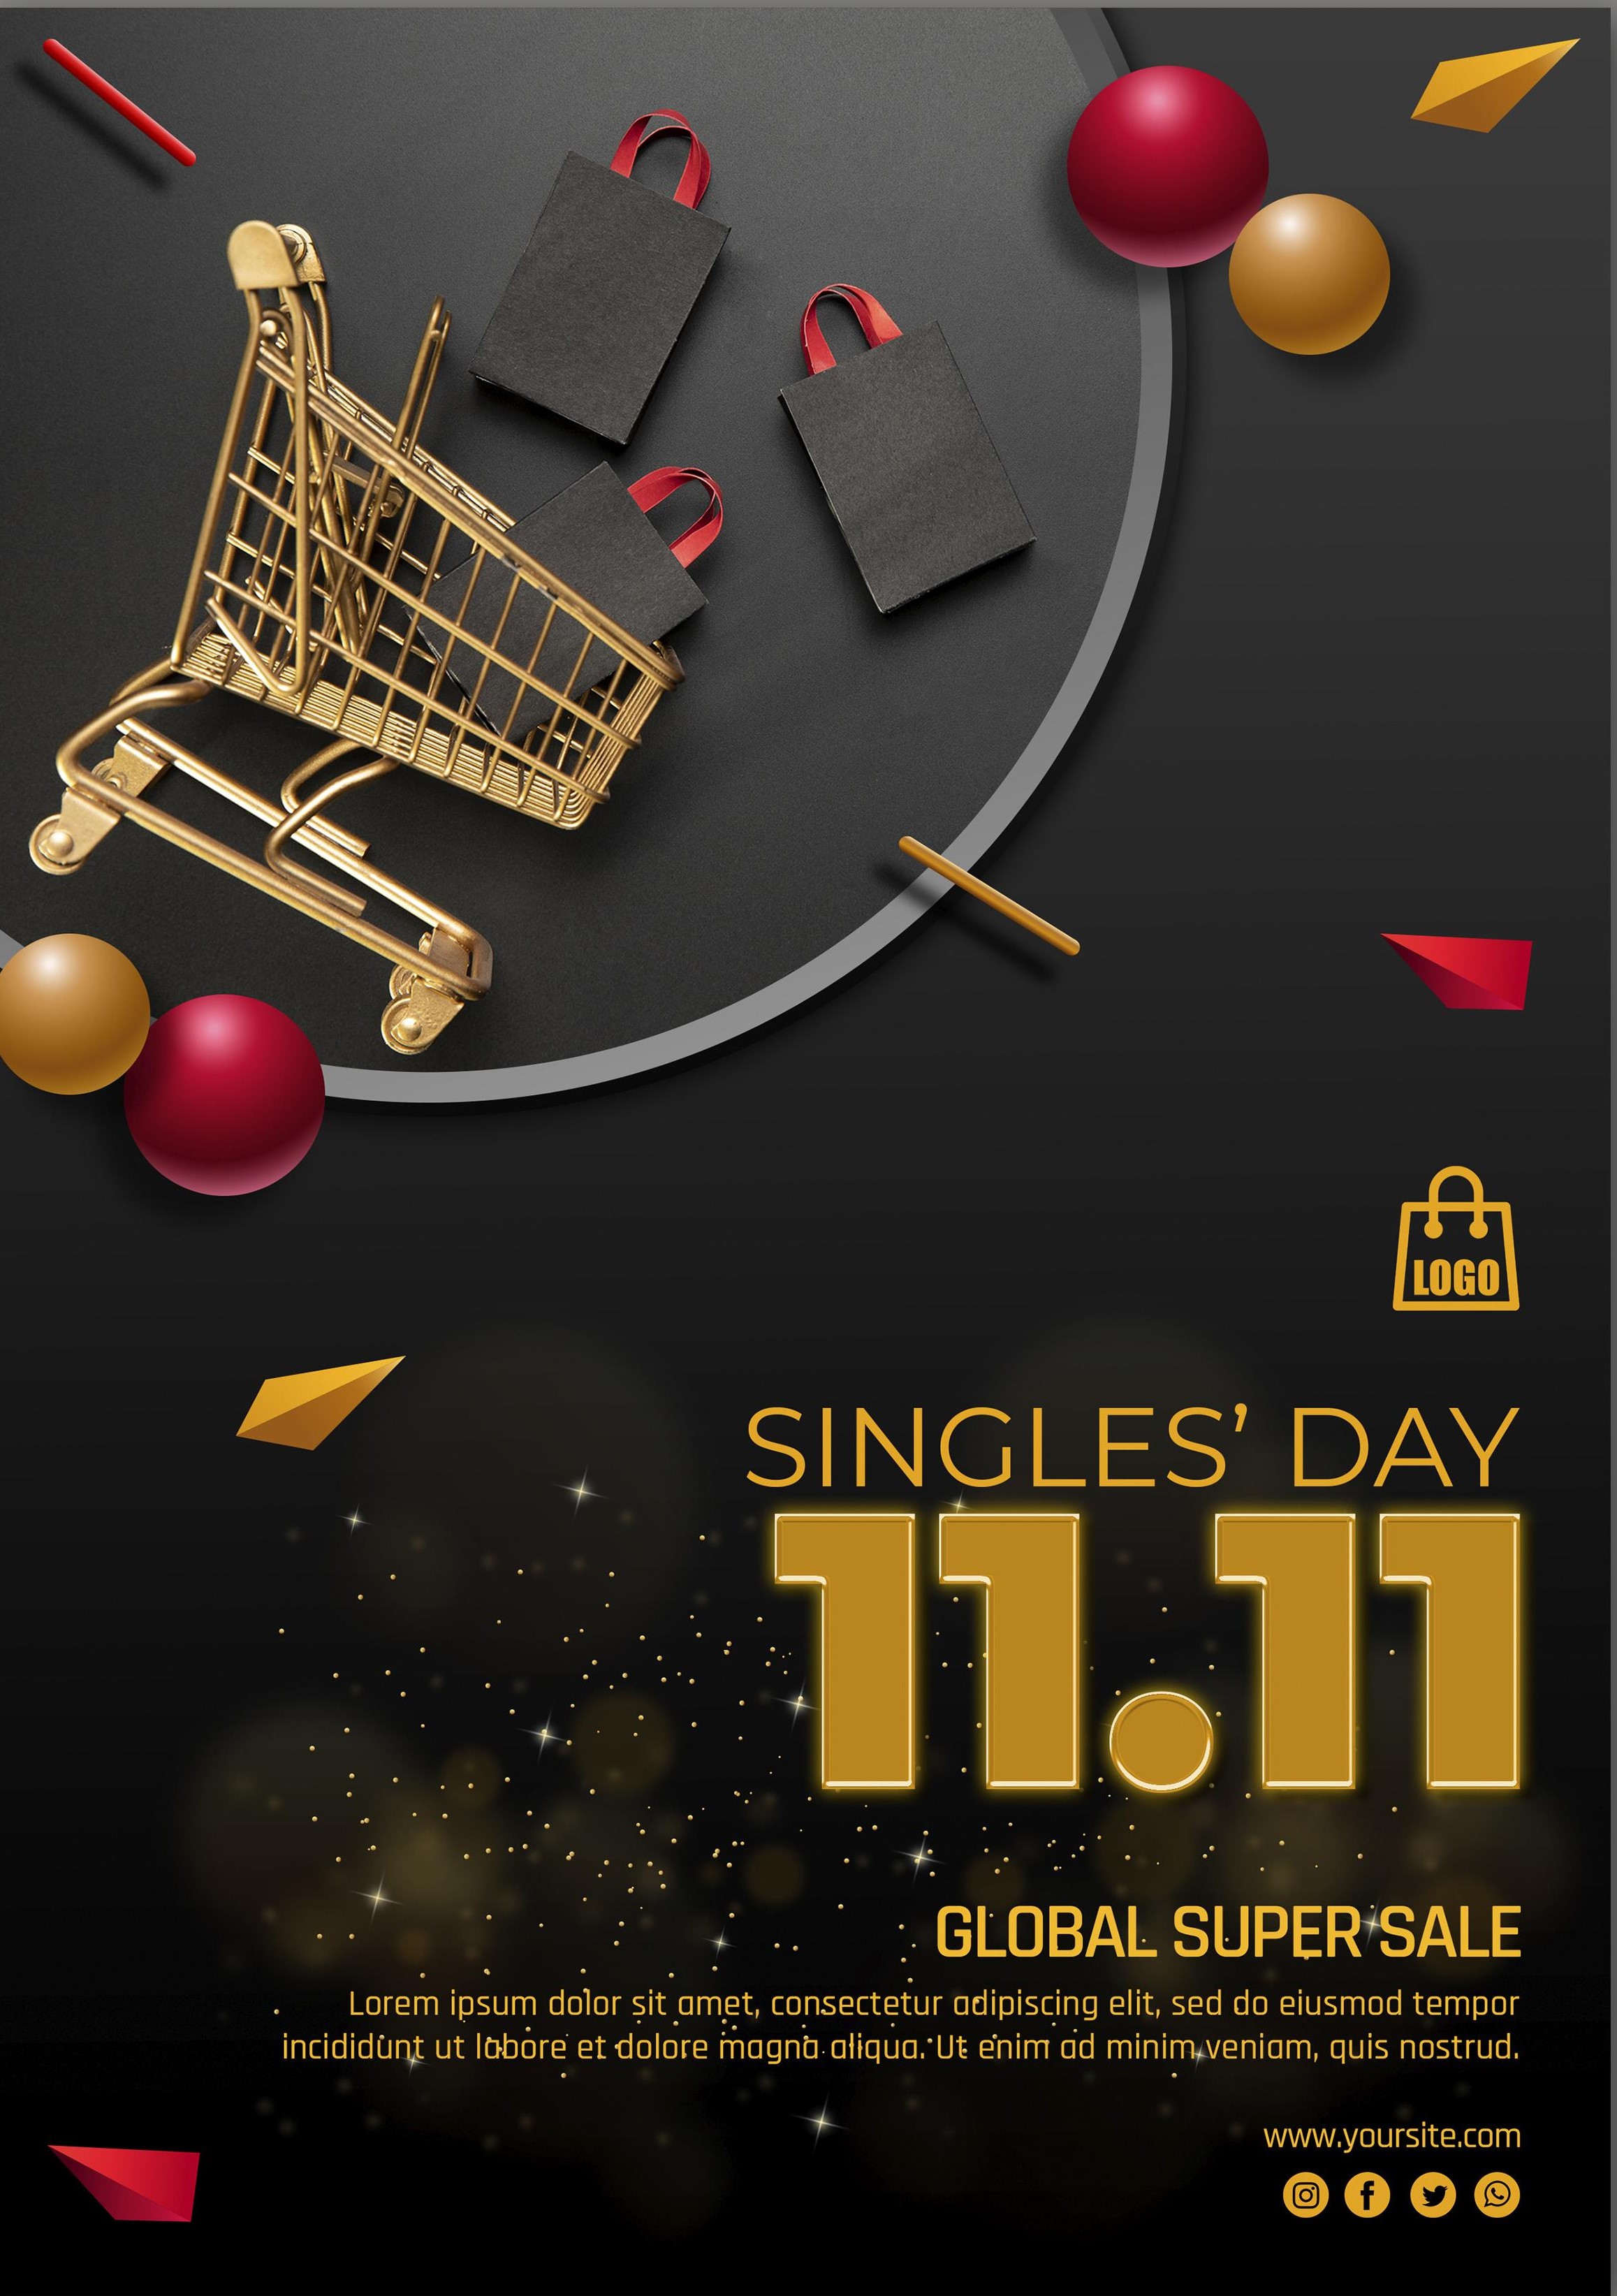 LOGO
SINGLES’ DAY
11.11
GLOBAL SUPER SALE
Lorem ipsum dolor sit amet, consectetur adipiscing elit, sed do eiusmod tempor
incididunt ut labore et dolore magna aliqua. Ut enim ad minim veniam, quis nostrud.
www.yoursite.com